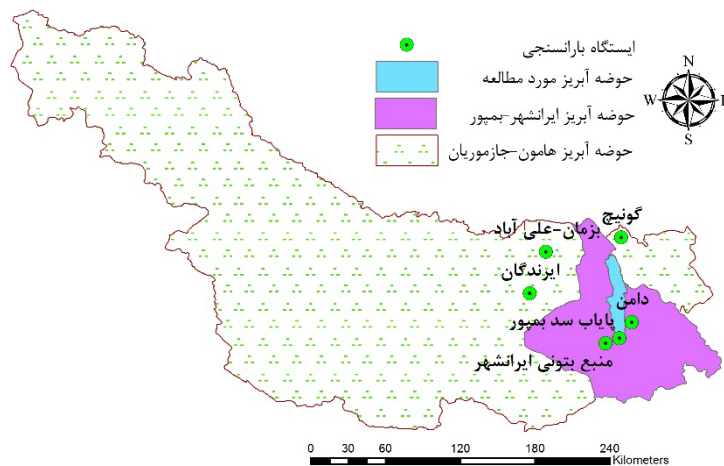 ایستگاه بارانسنجی
حوضه آبریز مورد مطالعه
حوضه آبریز ایرانشهر-بمپور
حوضه آبریز هامون-جازموریان
N
W E
S
گونیچ
بزمان-علی آباد
ایرندگان
دامن
پایاب سد بمپور
منبع بتونی ایرانشهر
0 30 60 120 180 240
Kilometers